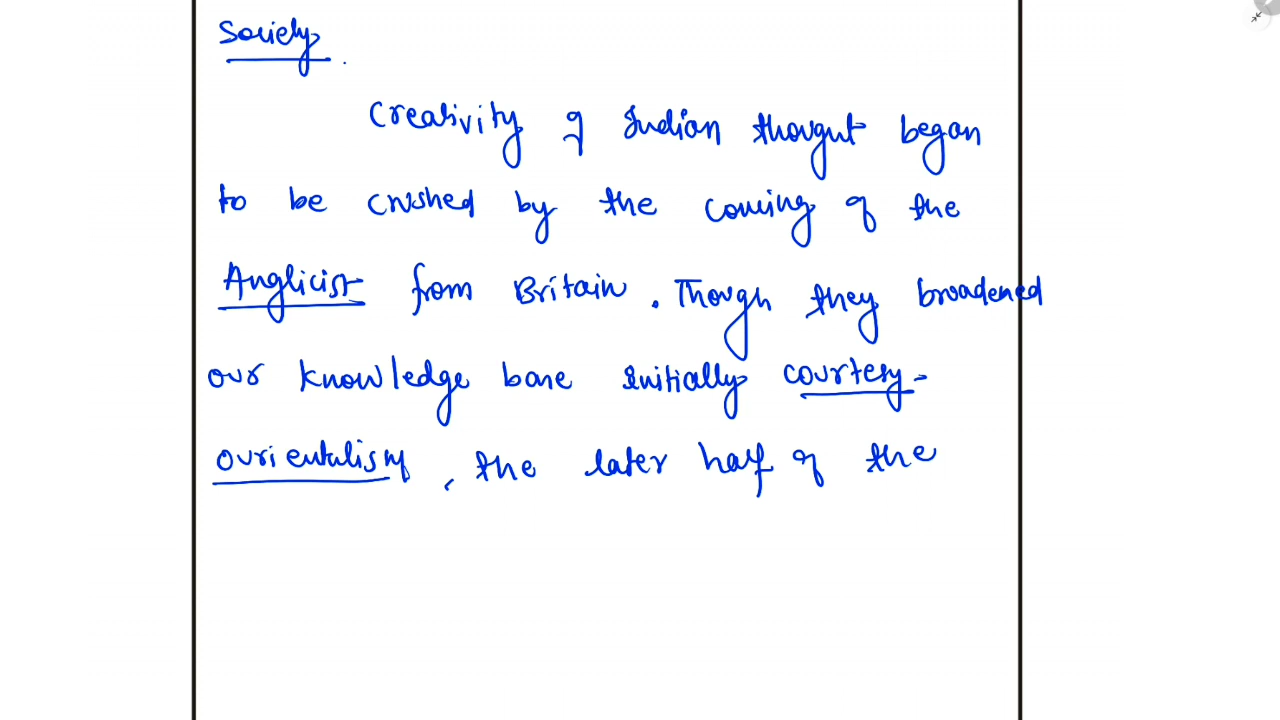 Society.
Creativity of Indian thought began
to be crushed by the coming of the
Anglicist from Britain. Though they broadened
our knowledge base initially courtesy-
ourientalism, the later half of the